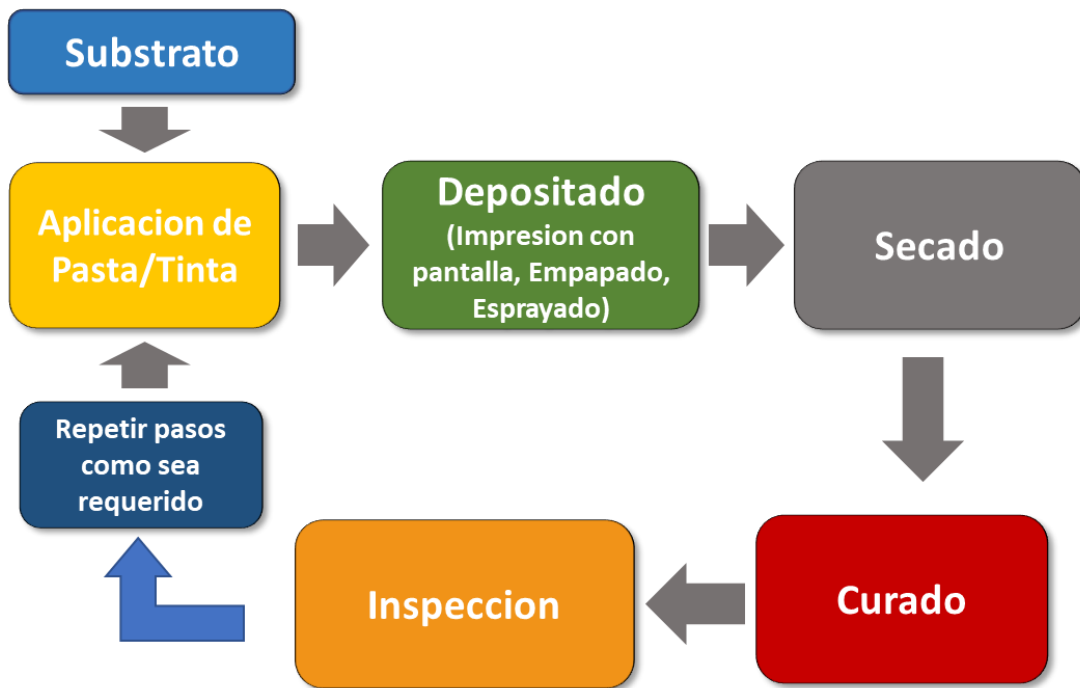 Substrato
Aplicacion de
Pasta/Tinta
Depositado
(Impresion con
pantalla, Empapado,
Esprayado)
Secado
Curado
Inspeccion
Repetir pasos
como sea
requerido